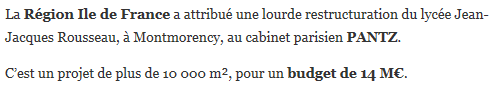 La Région Ile de France a attribué une lourde restructuration du lycée Jean-
Jacques Rousseau, à Montmorency, au cabinet parisien PANTZ.
C’est un projet de plus de 10 000 m², pour un budget de 14 M€.